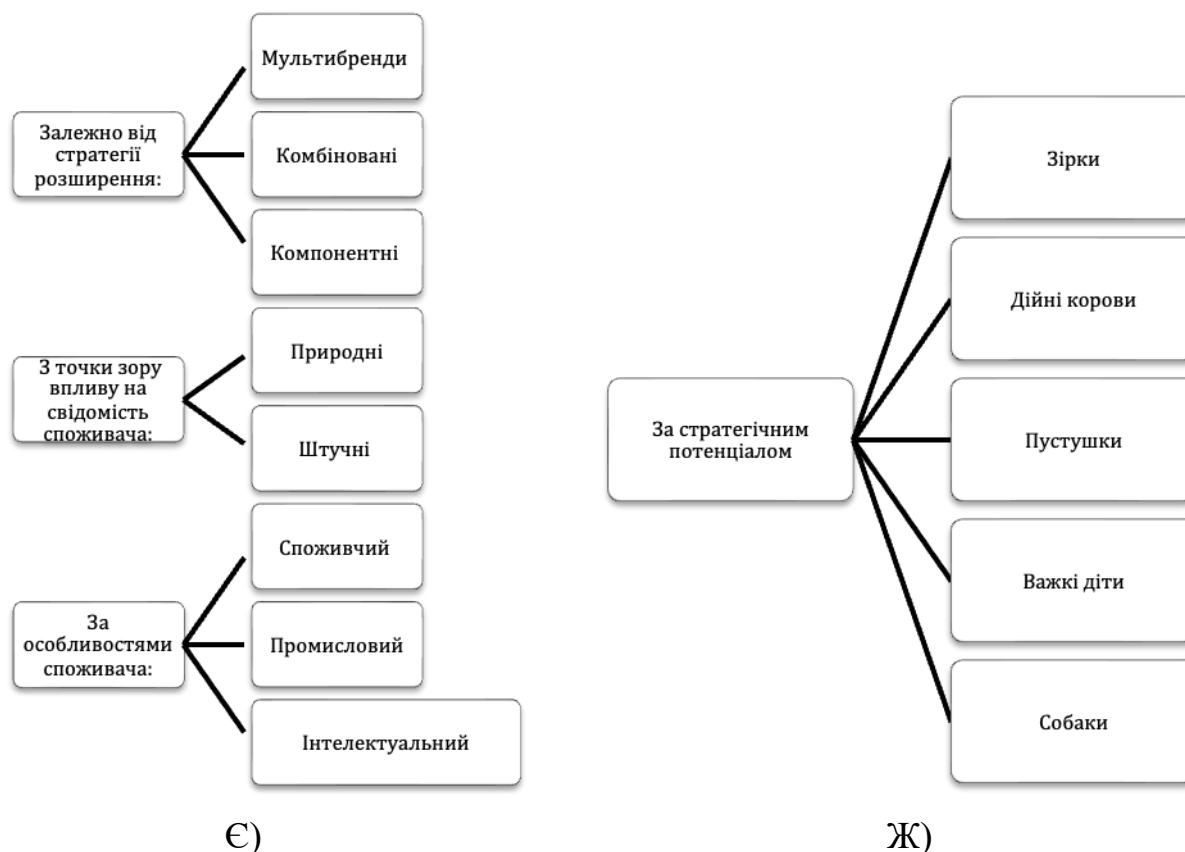 Мультибренди
Залежно від
стратегії
розширення:
Комбіновані
Компонентні
Природні
З точки зору
впливу на
свідомість
споживача:
Штучні
Споживчий
За
особливостями
споживача:
Промисловий
Інтелектуальний
Є)
Зірки
Дійні корови
За стратегічним
потенціалом
Пустушки
Важкі діти
Собаки
Ж)